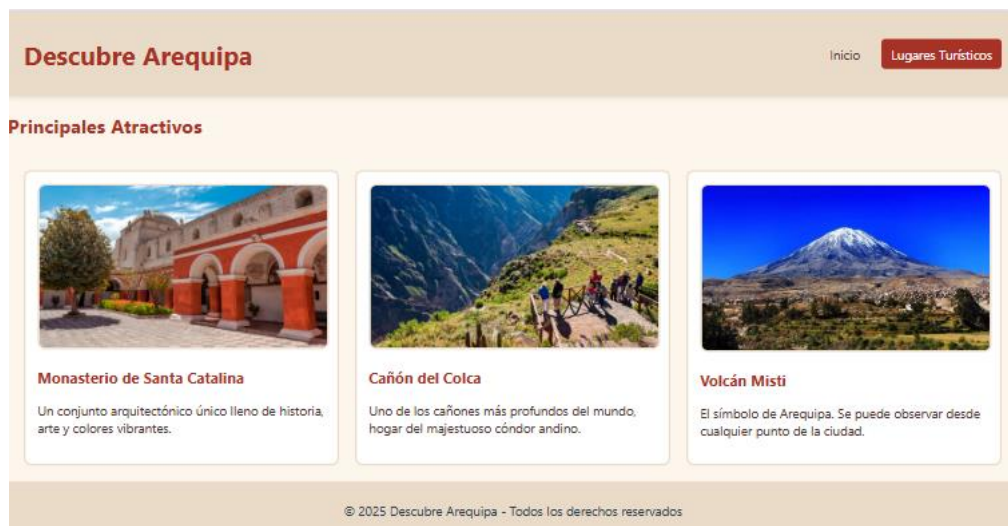 Descubre Arequipa
Inicio
Lugares Turísticos
Principales Atractivos
Monasterio de Santa Catalina
Un conjunto arquitectónico único lleno de historia,
arte y colores vibrantes.
Cañón del Colca
Uno de los cañones más profundos del mundo,
hogar del majestuoso cóndor andino.
Volcán Misti
El símbolo de Arequipa. Se puede observar desde
cualquier punto de la ciudad.
© 2025 Descubre Arequipa - Todos los derechos reservados